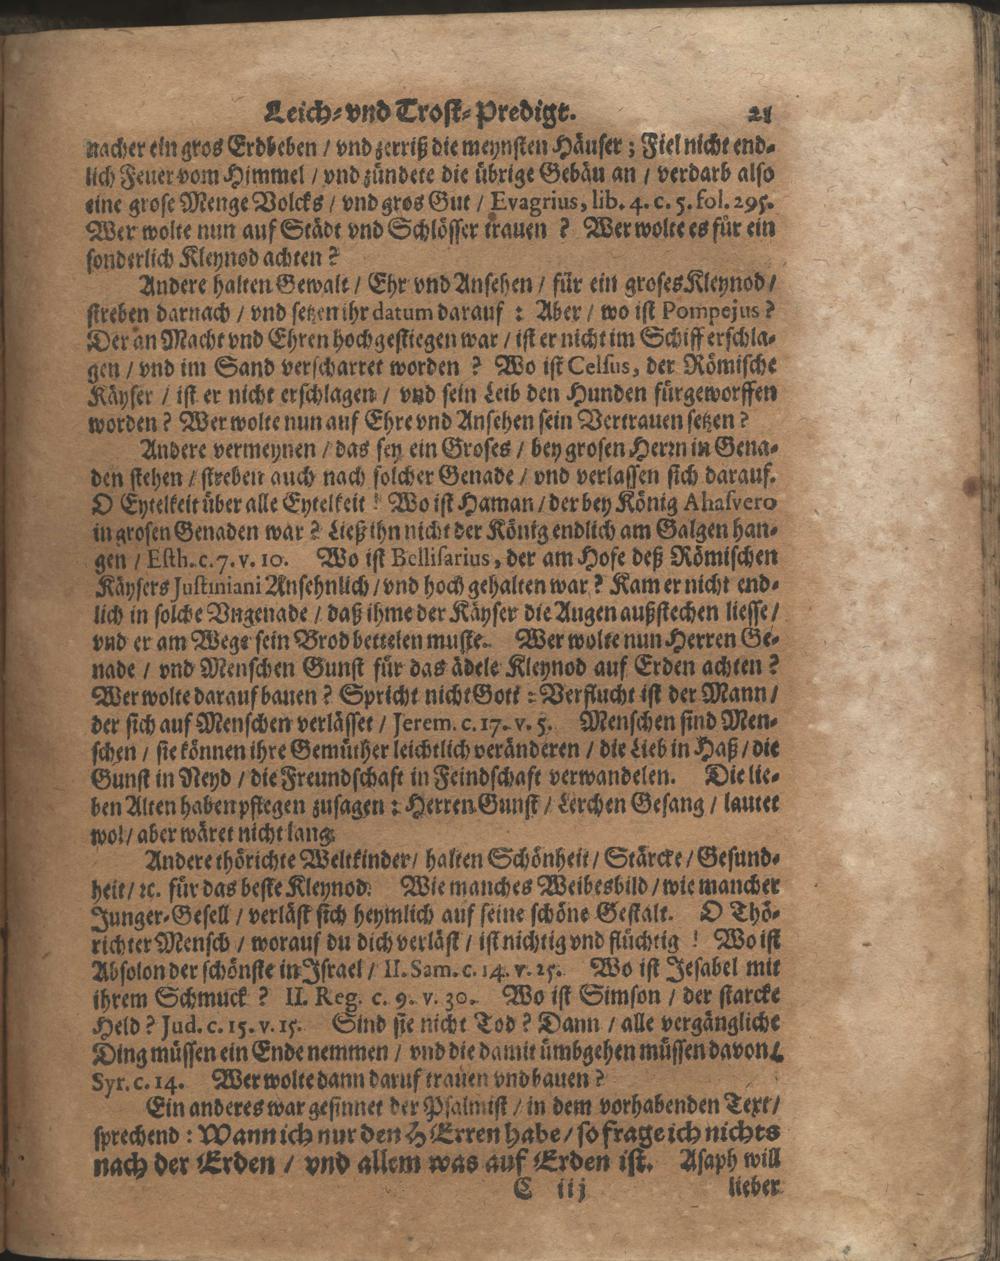 Leich- vnd Trost-Predigt. 21
nacher ein gros Erdbeben / vnd zerriß die meynsten Häuser ; Fiel nicht end-
lich Feuer vom Himmel / vnd zündete die übrige Gebäu an / verdarb also
eine grose Menge Volcks / vnd gros Gut / Evagrius, lib. 4. c. 5. fol. 295.
Wer wolte nun auf Städt vnd Schlösser trauen ? Wer wolte es für ein
sonderlich Kleynod achten ?
Andere halten Gewalt / Ehr vnd Ansehen / für ein groses Kleynod /
streben darnach / vnd setzen ihr datum darauf : Aber / wo ist Pompejus ?
Der an Macht vnd Ehren hoch gestiegen war / ist er nicht im Schiff erschla-
gen / vnd im Sand verscharret worden ? Wo ist Celsus, der Römische
Käyser / ist er nicht erschlagen / vnd sein Leib den Hunden fürgeworffen
worden ? Wer wolte nun auf Ehre vnd Ansehen sein Vertrauen setzen ?
Andere vermeynen / das sey ein Groses / bey grosen Herrn in Gena-
den stehen / streben auch nach solcher Genade / vnd verlassen sich darauf.
O Eytelkeit über alle Eytelkeit ! Wo ist Haman / der bey König Ahasvero
in grosen Genaden war ? Ließ ihn nicht der König endlich am Galgen han-
gen / Esth. c. 7. v. 10. Wo ist Bellisarius, der am Hofe deß Römischen
Käysers Justiniani Ansehnlich / vnd hoch gehalten war ? Kam er nicht end-
lich in solche Vngenade / daß ihme der Käyser die Augen außstechen liesse /
vnd er am Wege sein Brod bettelen muste. Wer wolte nun Herren Ge-
nade / vnd Menschen Gunst für das ädele Kleynod auf Erden achten ?
Wer wolte darauf bauen ? Spricht nicht Gott : Verflucht ist der Mann /
der sich auf Menschen verlässet / Jerem. c. 17. v. 5. Menschen sind Men-
schen / sie können ihre Gemüther leichtlich veränderen / die Lieb in Haß / die
Gunst in Neyd / die Freundschaft in Feindschaft verwandelen. Die lie-
ben Alten haben pflegen zusagen : Herren Gunst / Lerchen Gesang / lautet
wol / aber wäret nicht lang.
Andere thörichte Weltkinder / halten Schönheit / Stärcke / Gesund-
heit / ꝛc. für das beste Kleynod. Wie manches Weibesbild / wie mancher
Junger-Gesell / verläst sich heymlich auf seine schöne Gestalt. O Thö-
richter Mensch / worauf du dich verläst / ist nichtig vnd flüchtig ! Wo ist
Absolon der schönste in Israel / II. Sam. c. 14. v. 25. Wo ist Jesabel mit
ihrem Schmuck ? II. Reg. c. 9. v. 30. Wo ist Simson / der starcke
Held ? Jud. c. 15. v. 15. Sind sie nicht Tod ? Dann / alle vergängliche
Ding müssen ein Ende nemmen / vnd die damit ümbgehen müssen davon /
Syr. c. 14. Wer wolte dann daruf trauen vnd bauen ?
Ein anderes war gesinnet der Psalmist / in dem vorhabenden Text /
sprechend : Wann ich nur den HErren habe / so frage ich nichts
nach der Erden / vnd allem was auf Erden ist. Asaph will
C iij lieber